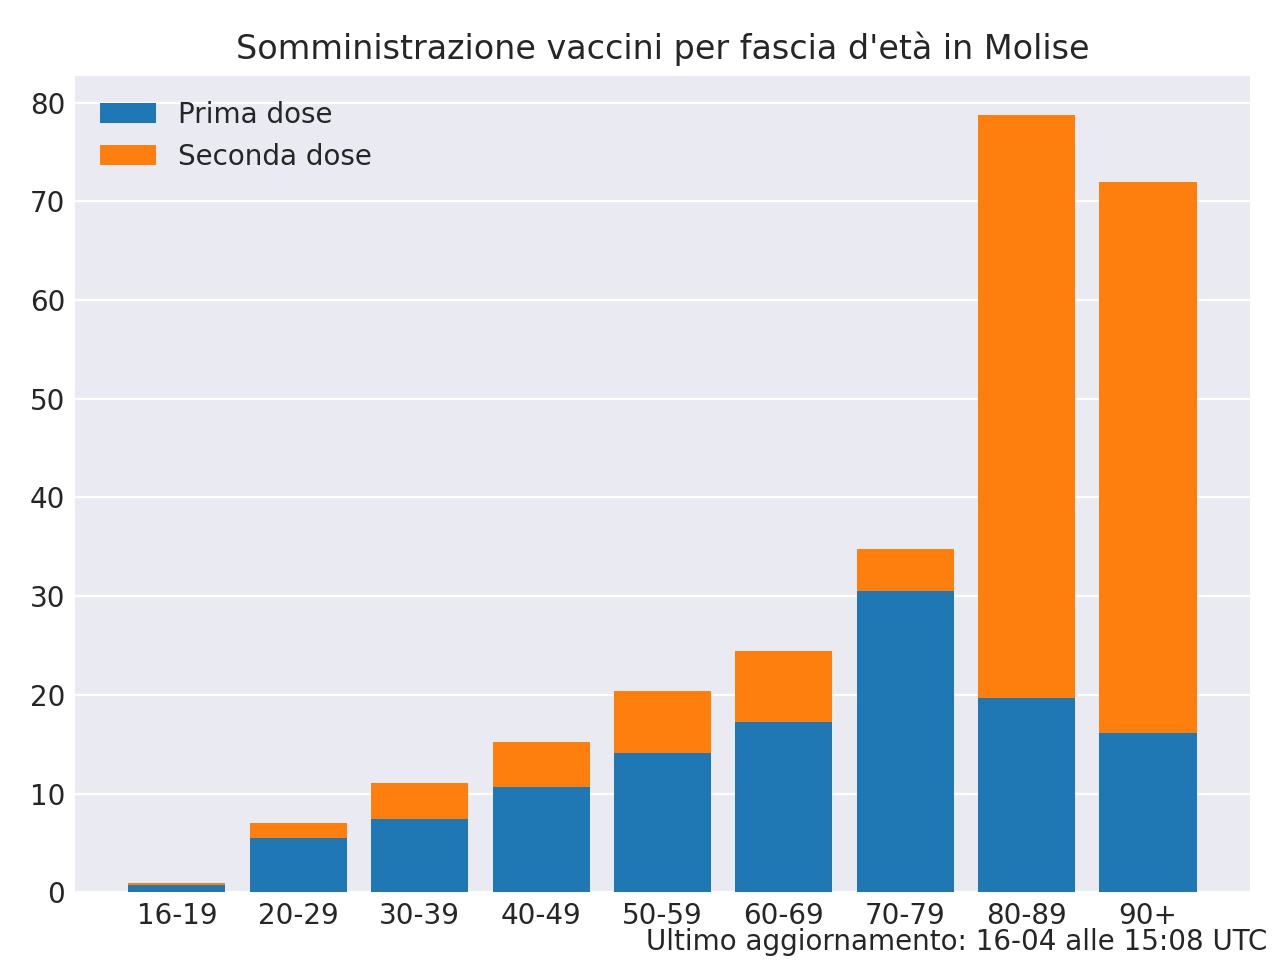 Somministrazione vaccini per fascia d'età in Molise
Prima dose
Seconda dose
80
70
60
50
40
30
20
10
0
16-19 20-29 30-39 40-49 50-59 60-69 70-79 80-89 90+
Ultimo aggiornamento: 16-04 alle 15:08 UTC